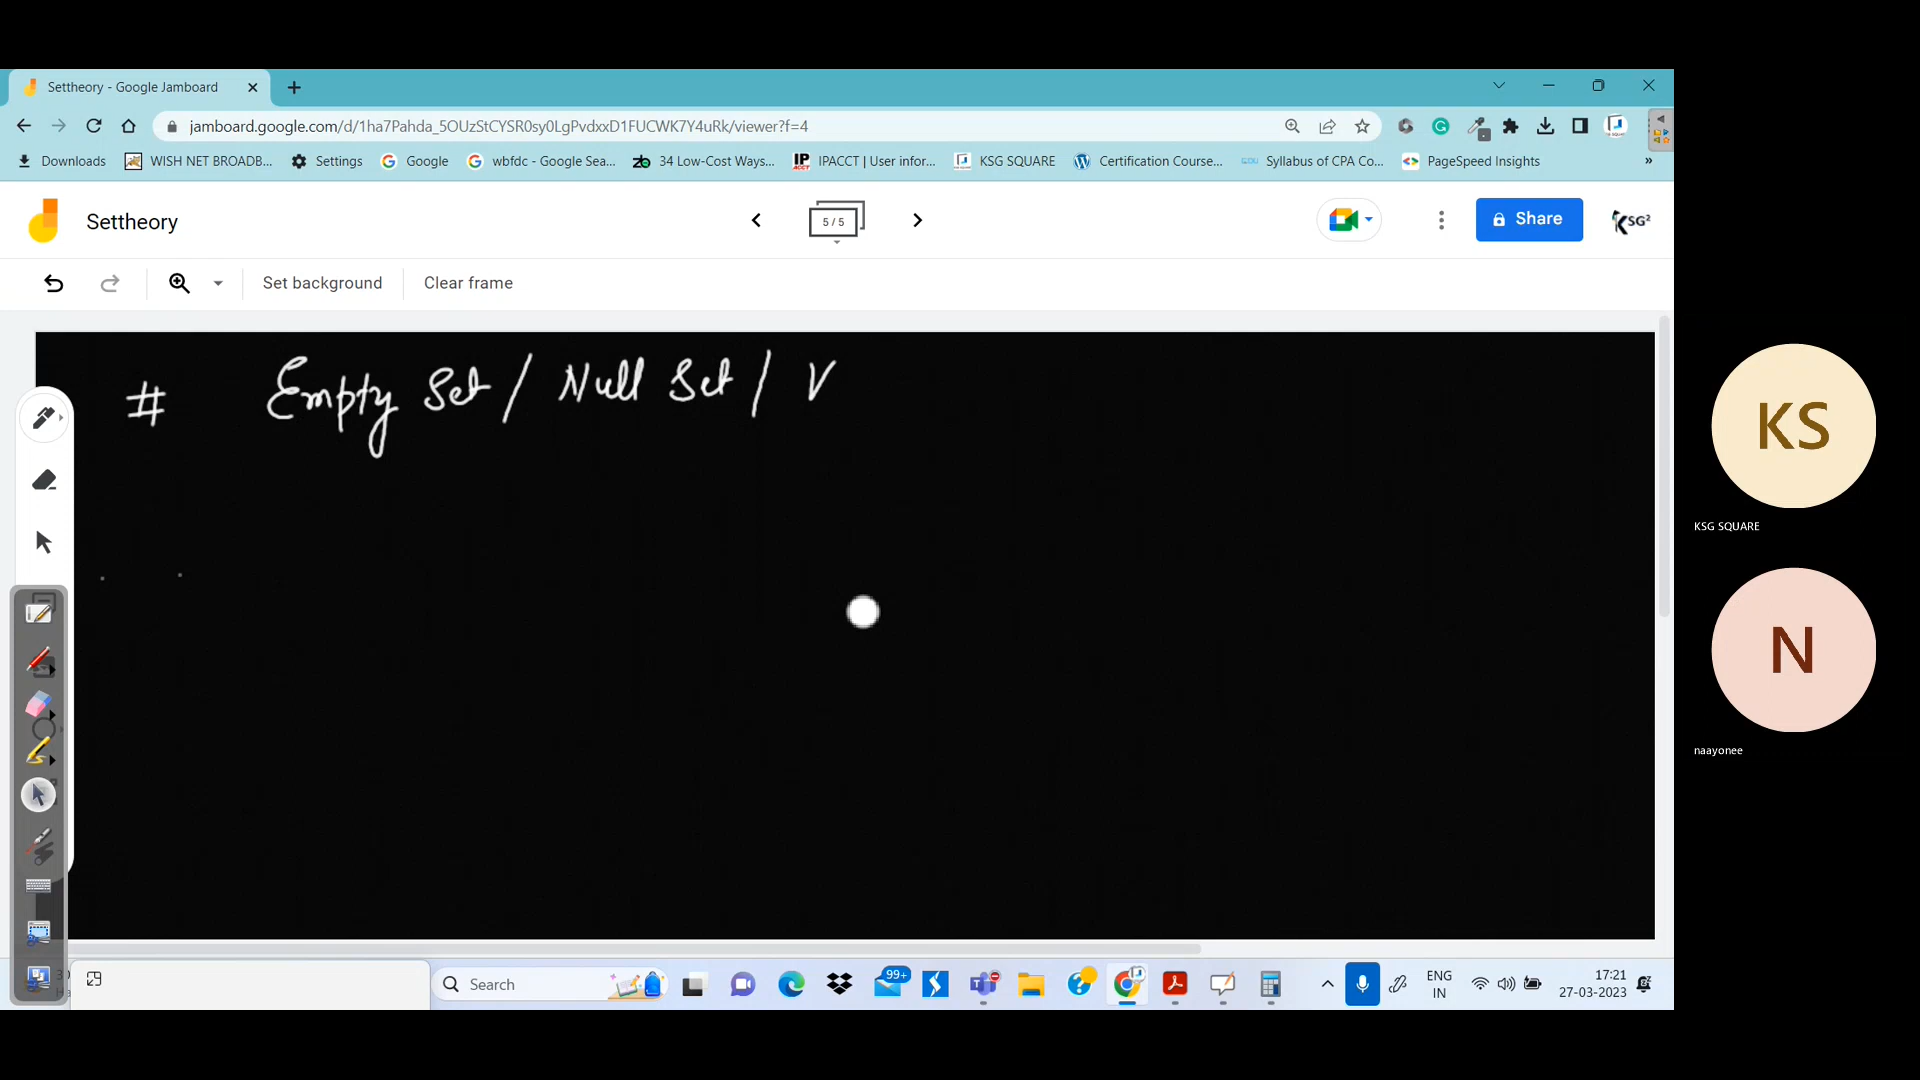 Settheory - Google Jamboard
jamboard.google.com/d/1ha7Pahda_5OUzStCYSR0sy0LgPvdxxD1FUCWK7Y4uRk/viewer?f=4
Downloads WISH NET BROADB... Settings Google wbfdc - Google Sea... 34 Low-Cost Ways... IPACCT | User infor... KSG SQUARE Certification Course... Syllabus of CPA Co... PageSpeed Insights »
Settheory 5 / 5 Share KSG²
Set background Clear frame
# Empty Set / Null Set / V
KS
KSG SQUARE
N
naayonee
Search 99+ ENG IN 17:21 27-03-2023